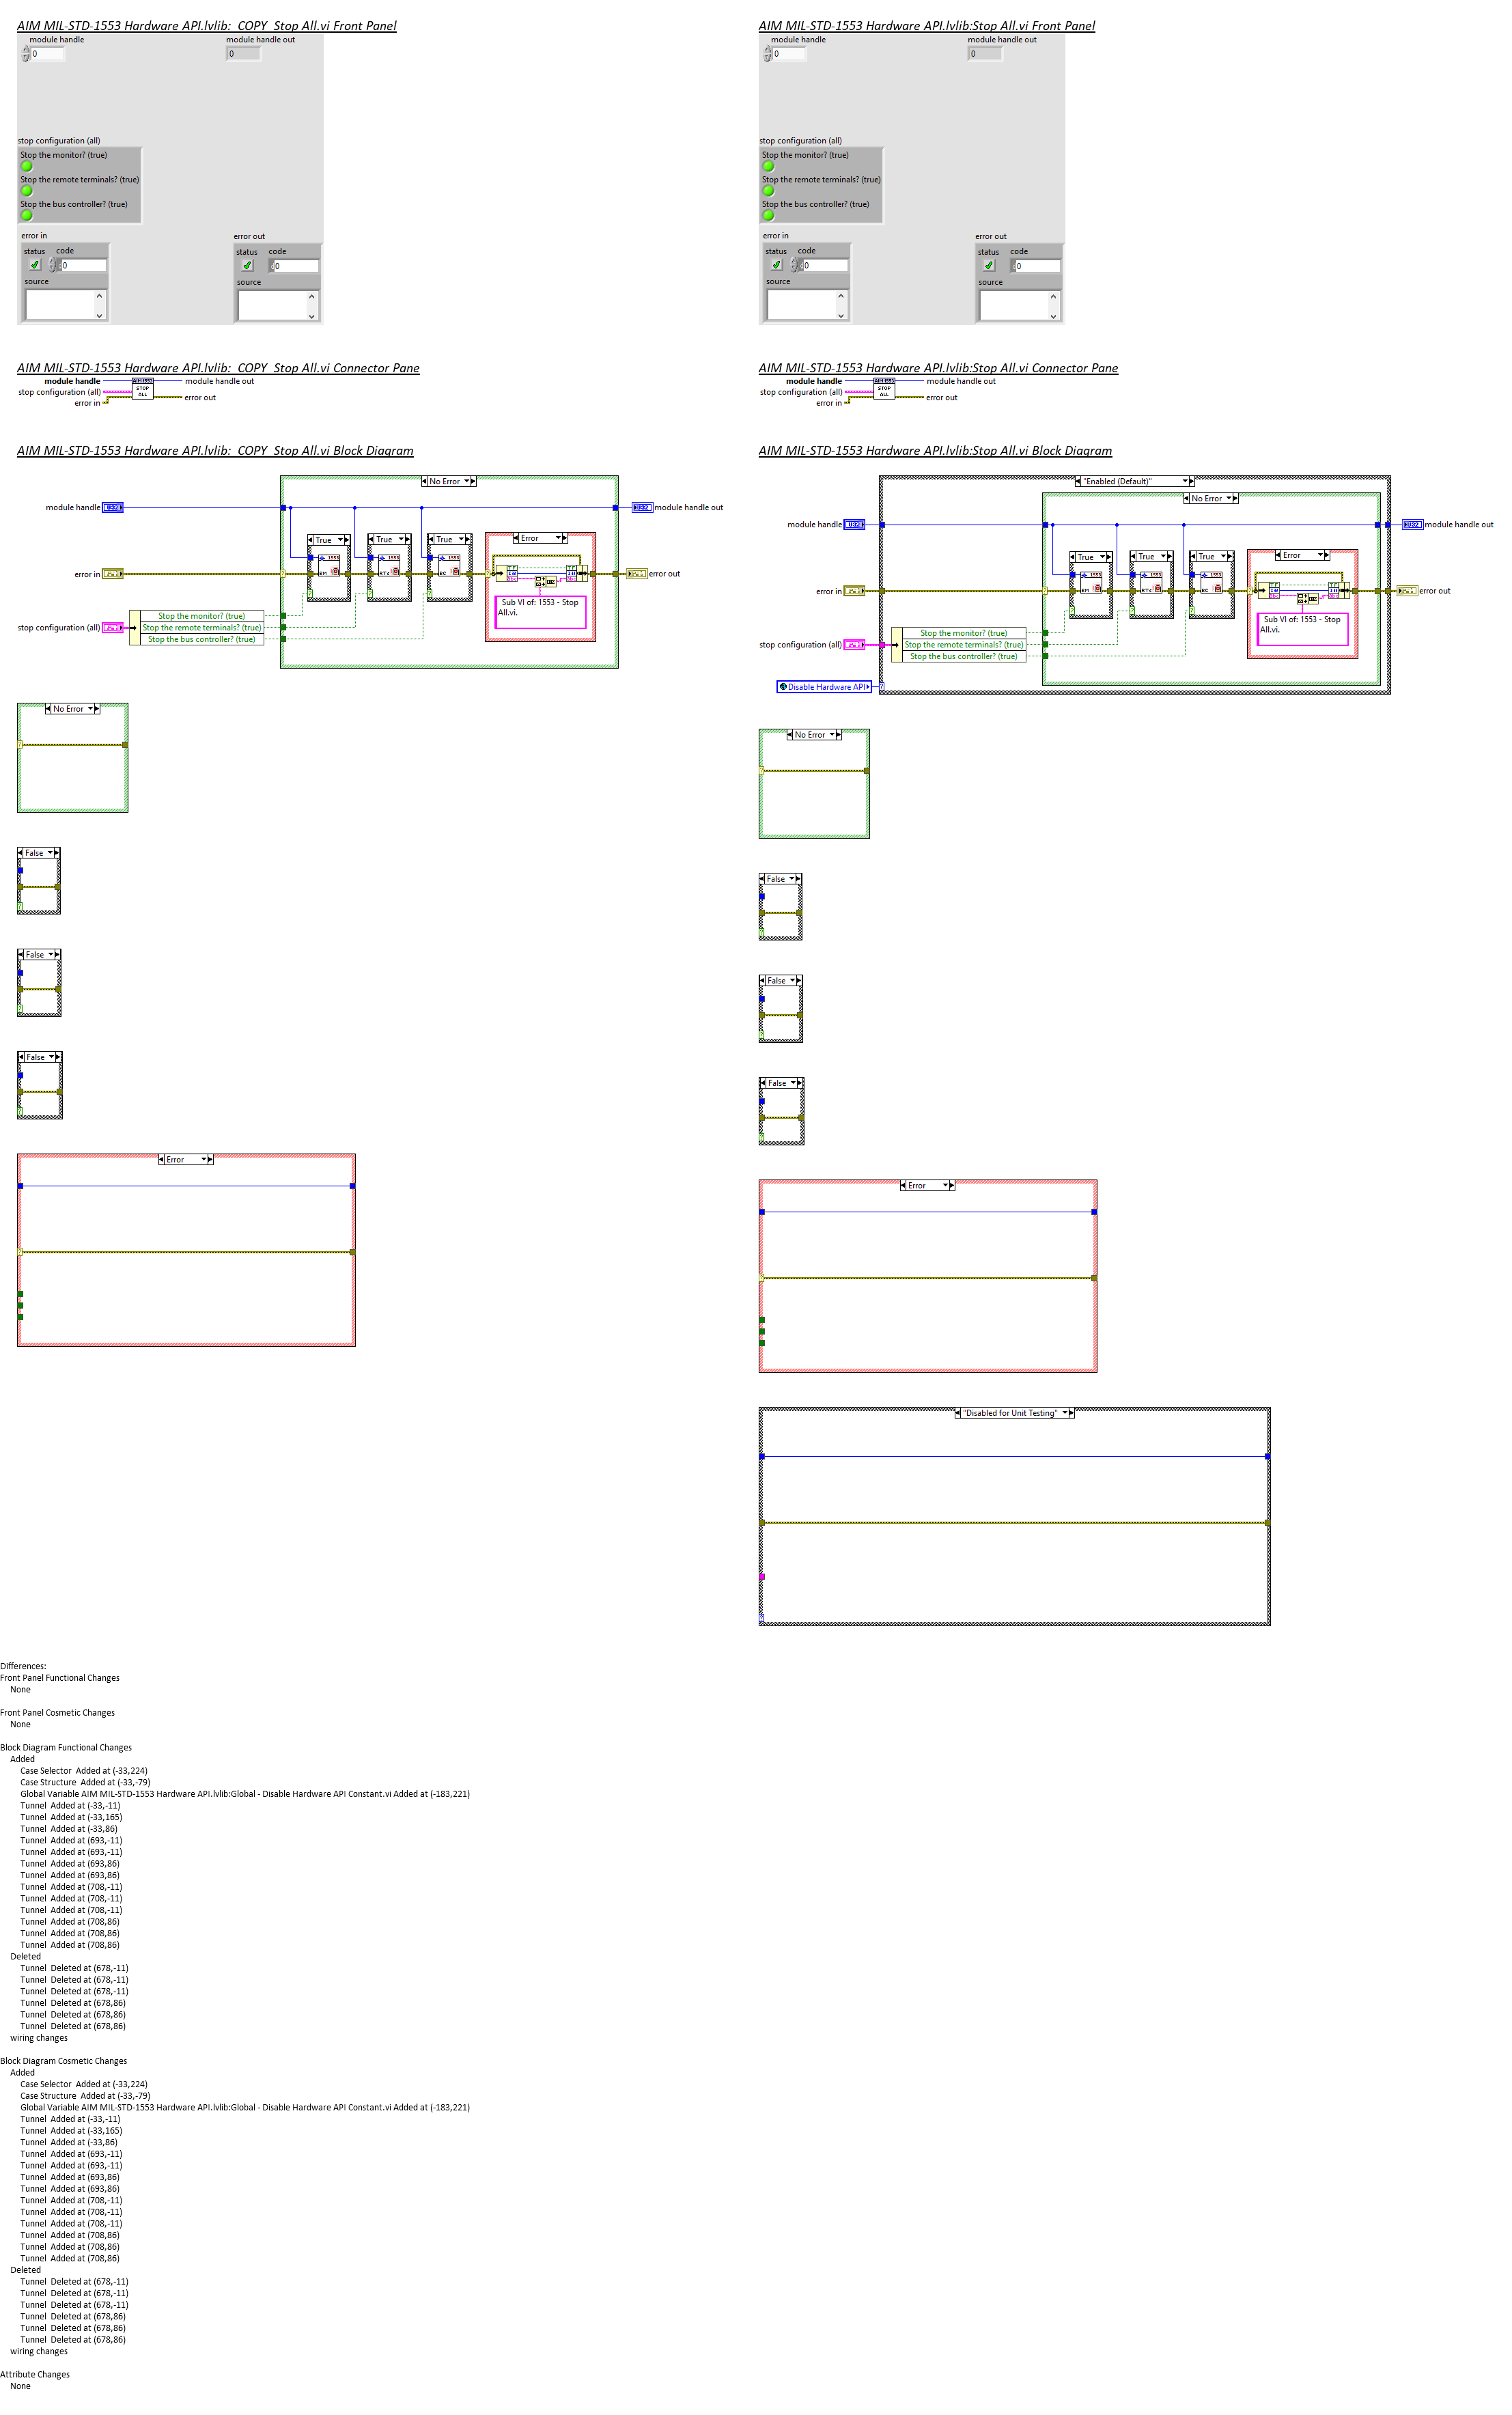 AIM MIL-STD-1553 Hardware API.lvlib:_COPY_Stop All.vi Front Panel
module handle
module handle out
0
0
stop configuration (all)
Stop the monitor? (true)
Stop the remote terminals? (true)
Stop the bus controller? (true)
error in
error out
status code
status code
0
0
source
source
AIM MIL-STD-1553 Hardware API.lvlib:_COPY_Stop All.vi Connector Pane
module handle
AIM1553
module handle out
stop configuration (all)
STOP
ALL
error in
error out
AIM MIL-STD-1553 Hardware API.lvlib:_COPY_Stop All.vi Block Diagram
No Error
module handle
U32
U32
module handle out
True
True
True
Error
1553
1553
1553
error in
BM
RTs
BC
error out
Sub VI of: 1553 - Stop
All.vi.
stop configuration (all)
Stop the monitor? (true)
Stop the remote terminals? (true)
Stop the bus controller? (true)
No Error
False
False
False
Error
AIM MIL-STD-1553 Hardware API.lvlib:Stop All.vi Front Panel
module handle
module handle out
0
0
stop configuration (all)
Stop the monitor? (true)
Stop the remote terminals? (true)
Stop the bus controller? (true)
error in
error out
status code
status code
0
0
source
source
AIM MIL-STD-1553 Hardware API.lvlib:Stop All.vi Connector Pane
module handle
AIM1553
module handle out
stop configuration (all)
STOP
ALL
error in
error out
AIM MIL-STD-1553 Hardware API.lvlib:Stop All.vi Block Diagram
"Enabled (Default)"
No Error
module handle
U32
U32
module handle out
True
True
True
Error
1553
1553
1553
error in
BM
RTs
BC
error out
Sub VI of: 1553 - Stop
All.vi.
stop configuration (all)
Stop the monitor? (true)
Stop the remote terminals? (true)
Stop the bus controller? (true)
Disable Hardware API
No Error
False
False
False
Error
"Disabled for Unit Testing"
Differences:
Front Panel Functional Changes
None
Front Panel Cosmetic Changes
None
Block Diagram Functional Changes
Added
Case Selector Added at (-33,224)
Case Structure Added at (-33,-79)
Global Variable AIM MIL-STD-1553 Hardware API.lvlib:Global - Disable Hardware API Constant.vi Added at (-183,221)
Tunnel Added at (-33,-11)
Tunnel Added at (-33,165)
Tunnel Added at (-33,86)
Tunnel Added at (693,-11)
Tunnel Added at (693,-11)
Tunnel Added at (693,86)
Tunnel Added at (693,86)
Tunnel Added at (708,-11)
Tunnel Added at (708,-11)
Tunnel Added at (708,-11)
Tunnel Added at (708,86)
Tunnel Added at (708,86)
Tunnel Added at (708,86)
Deleted
Tunnel Deleted at (678,-11)
Tunnel Deleted at (678,-11)
Tunnel Deleted at (678,-11)
Tunnel Deleted at (678,86)
Tunnel Deleted at (678,86)
Tunnel Deleted at (678,86)
wiring changes
Block Diagram Cosmetic Changes
Added
Case Selector Added at (-33,224)
Case Structure Added at (-33,-79)
Global Variable AIM MIL-STD-1553 Hardware API.lvlib:Global - Disable Hardware API Constant.vi Added at (-183,221)
Tunnel Added at (-33,-11)
Tunnel Added at (-33,165)
Tunnel Added at (-33,86)
Tunnel Added at (693,-11)
Tunnel Added at (693,-11)
Tunnel Added at (693,86)
Tunnel Added at (693,86)
Tunnel Added at (708,-11)
Tunnel Added at (708,-11)
Tunnel Added at (708,-11)
Tunnel Added at (708,86)
Tunnel Added at (708,86)
Tunnel Added at (708,86)
Deleted
Tunnel Deleted at (678,-11)
Tunnel Deleted at (678,-11)
Tunnel Deleted at (678,-11)
Tunnel Deleted at (678,86)
Tunnel Deleted at (678,86)
Tunnel Deleted at (678,86)
wiring changes
Attribute Changes
None